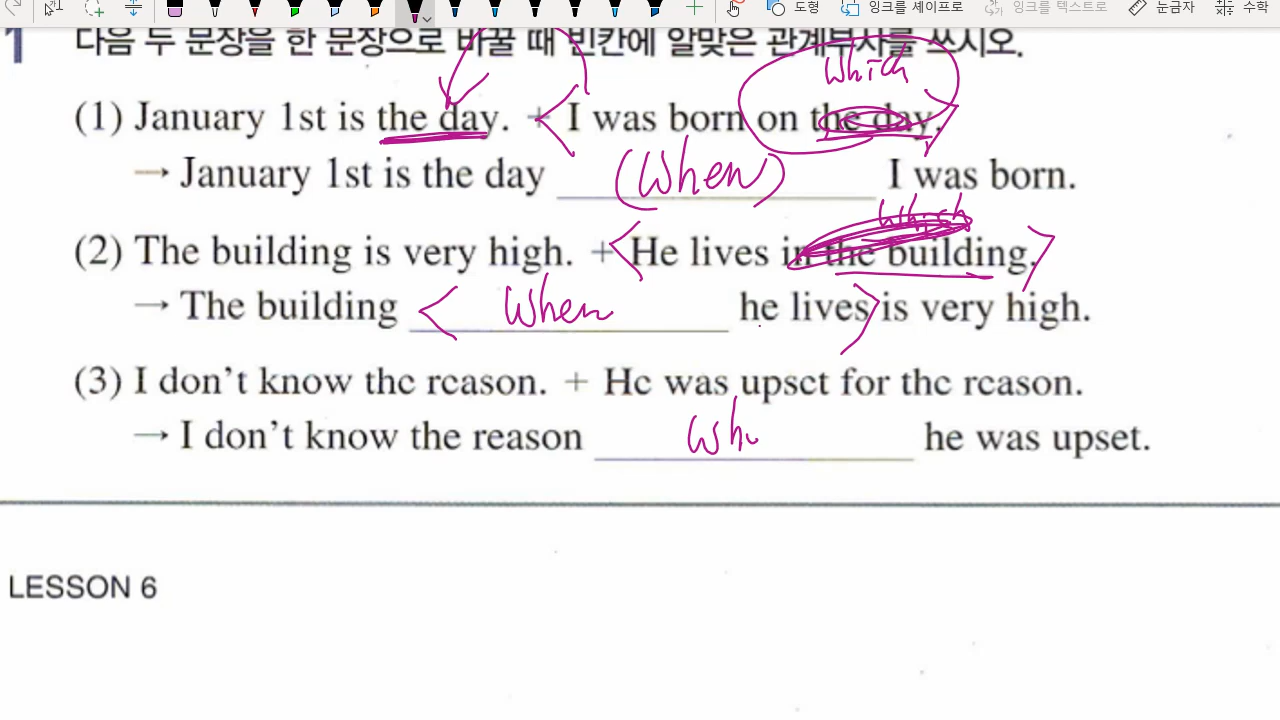 도형 잉크를 셰이프로 잉크를 텍스트로 눈금자 수학
1 다음 두 문장을 한 문장으로 바꿀 때 빈칸에 알맞은 관계부사를 쓰시오.
which
(1) January 1st is the day. + I was born on the day.
→ January 1st is the day (when) I was born.
which
(2) The building is very high. + He lives in the building.
→ The building < when he lives is very high.
(3) I don't know the reason. + He was upset for the reason.
→ I don't know the reason he was upset.
LESSON 6